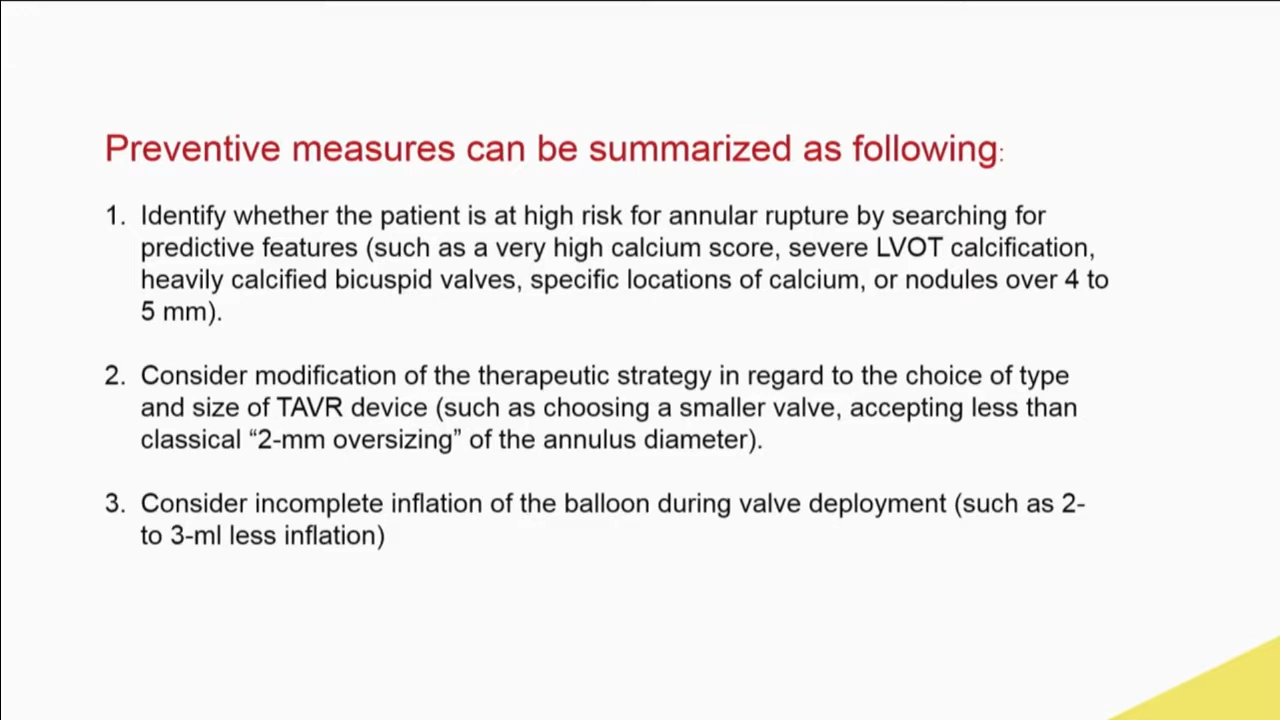 Preventive measures can be summarized as following:
1. Identify whether the patient is at high risk for annular rupture by searching for
predictive features (such as a very high calcium score, severe LVOT calcification,
heavily calcified bicuspid valves, specific locations of calcium, or nodules over 4 to
5 mm).
2. Consider modification of the therapeutic strategy in regard to the choice of type
and size of TAVR device (such as choosing a smaller valve, accepting less than
classical “2-mm oversizing” of the annulus diameter).
3. Consider incomplete inflation of the balloon during valve deployment (such as 2-
to 3-ml less inflation)